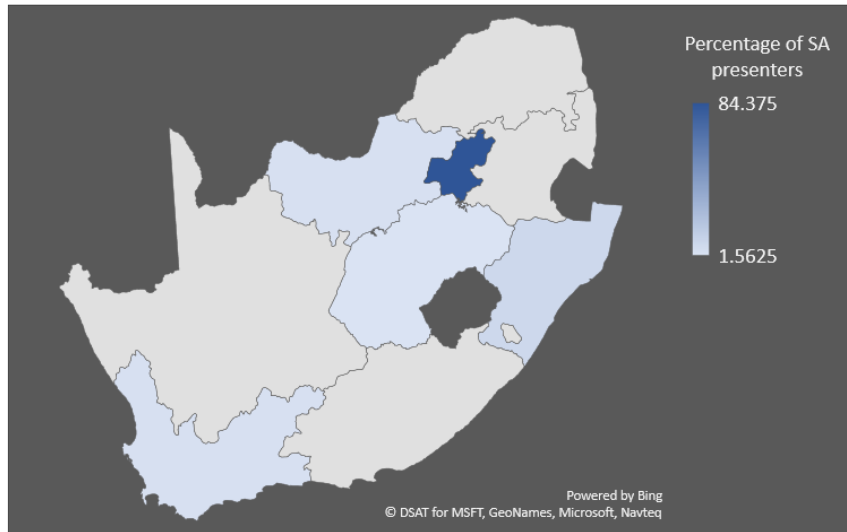 Percentage of SA
presenters
84.375
1.5625
Powered by Bing
© DSAT for MSFT, GeoNames, Microsoft, Navteq